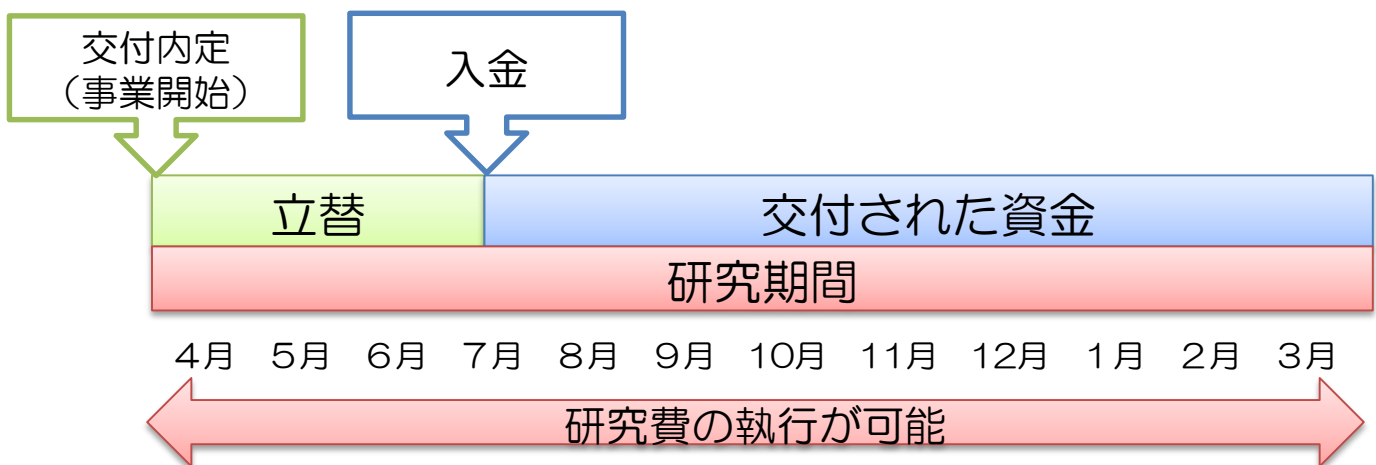 交付内定
（事業開始）
入金
立替
交付された資金
研究期間
4月 5月 6月 7月 8月 9月 10月 11月 12月 1月 2月 3月
研究費の執行が可能